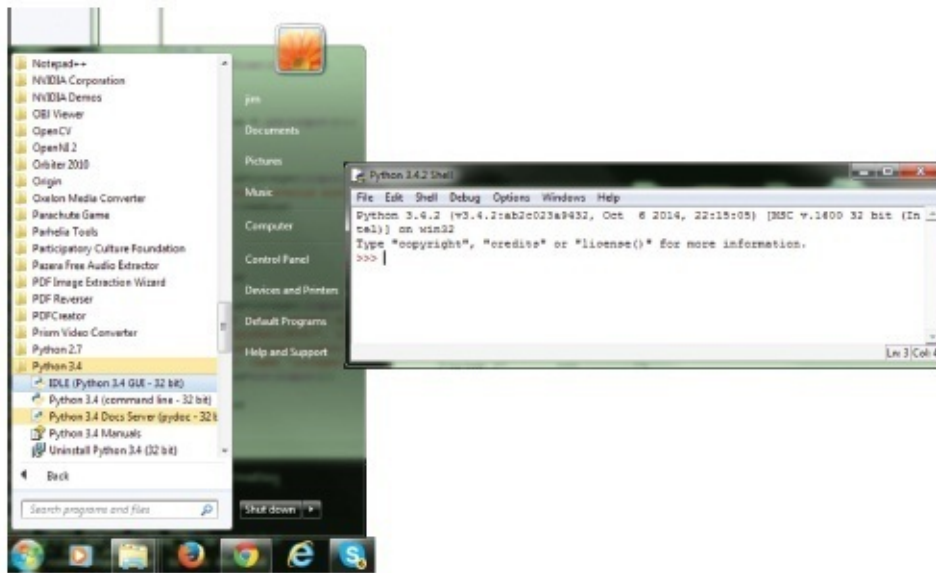 Notepad++
NVIDIA Corporation
NVIDIA Demos
OBJ Viewer
OpenCV
OpenNI 2
Orbiter 2010
Origin
Oxelon Media Converter
Parachute Game
Parhelia Tools
Participatory Culture Foundation
Pazera Free Audio Extractor
PDF Image Extraction Wizard
PDF Reverser
PDFCreator
Prism Video Converter
Python 2.7
Python 3.4
IDLE (Python 3.4 GUI - 32 bit)
Python 3.4 (command line - 32 bit)
Python 3.4 Docs Server (pydoc - 32 b
Python 3.4 Manuals
Uninstall Python 3.4 (32 bit)
Back
Search programs and files
jim
Documents
Pictures
Music
Computer
Control Panel
Devices and Printers
Default Programs
Help and Support
Shut down
Python 3.4.2 Shell
File Edit Shell Debug Options Windows Help
Python 3.4.2 (v3.4.2:ab2c023a9432, Oct 6 2014, 22:15:05) [MSC v.1600 32 bit (In
tel)] on win32
Type "copyright", "credits" or "license()" for more information.
>>>
Ln: 3 Col: 4